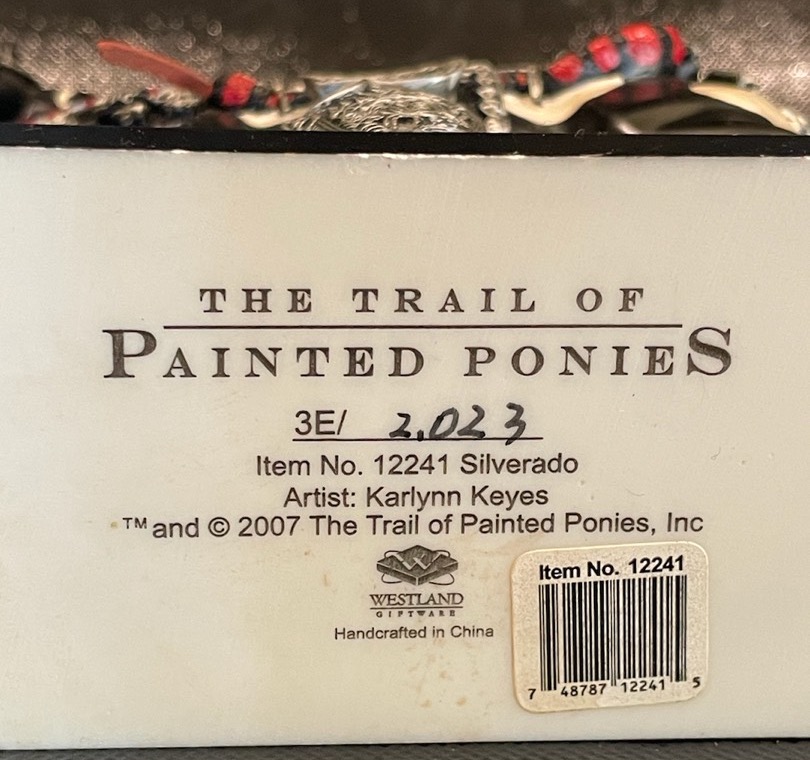 THE TRAIL OF
PAINTED PONIES
3E/ 2,023
Item No. 12241 Silverado
Artist: Karlynn Keyes
™ and © 2007 The Trail of Painted Ponies, Inc
WESTLAND
GIFTWARE
Handcrafted in China
Item No. 12241
7 48787 12241 5